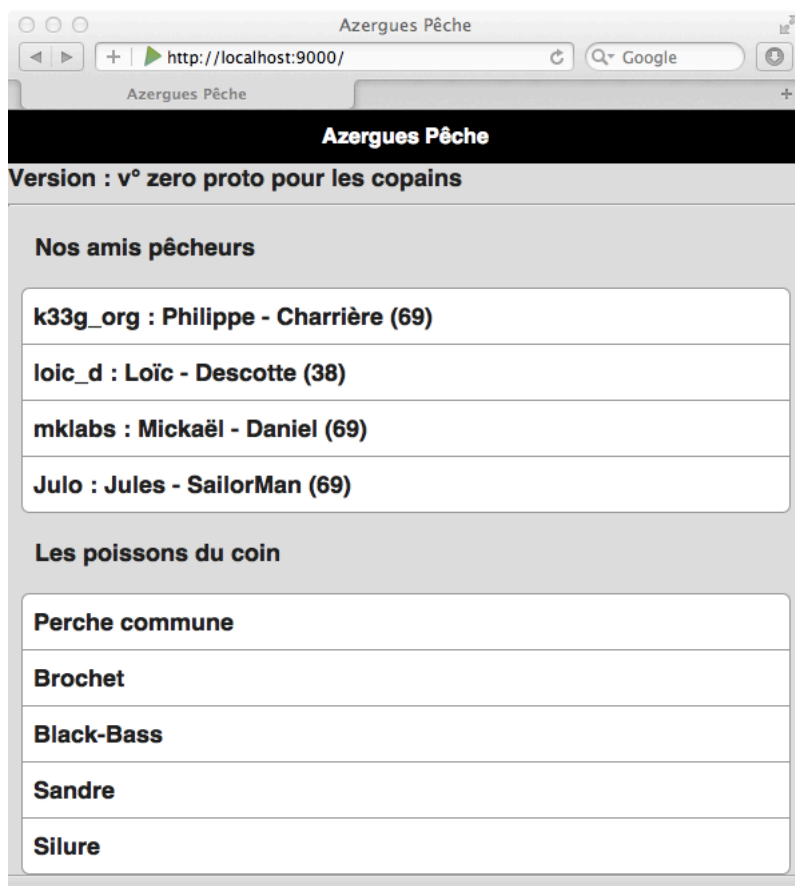 Azergues Pêche
http://localhost:9000/
Google
Azergues Pêche
Azergues Pêche
Version : v° zero proto pour les copains
Nos amis pêcheurs
k33g_org : Philippe - Charrière (69)
loic_d : Loïc - Descotte (38)
mklabs : Mickaël - Daniel (69)
Julo : Jules - SailorMan (69)
Les poissons du coin
Perche commune
Brochet
Black-Bass
Sandre
Silure